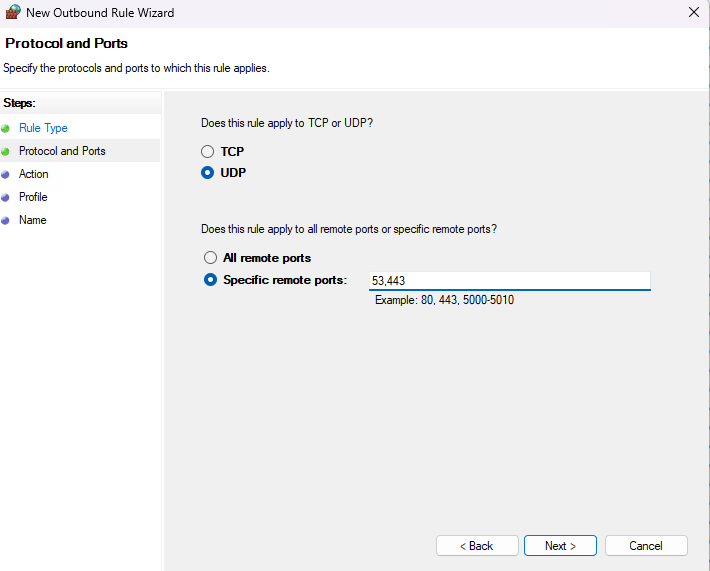 New Outbound Rule Wizard
Protocol and Ports
Specify the protocols and ports to which this rule applies.
Steps:
Rule Type
Protocol and Ports
Action
Profile
Name
Does this rule apply to TCP or UDP?
TCP
UDP
Does this rule apply to all remote ports or specific remote ports?
All remote ports
Specific remote ports: 53,443
Example: 80, 443, 5000-5010
< Back Next > Cancel